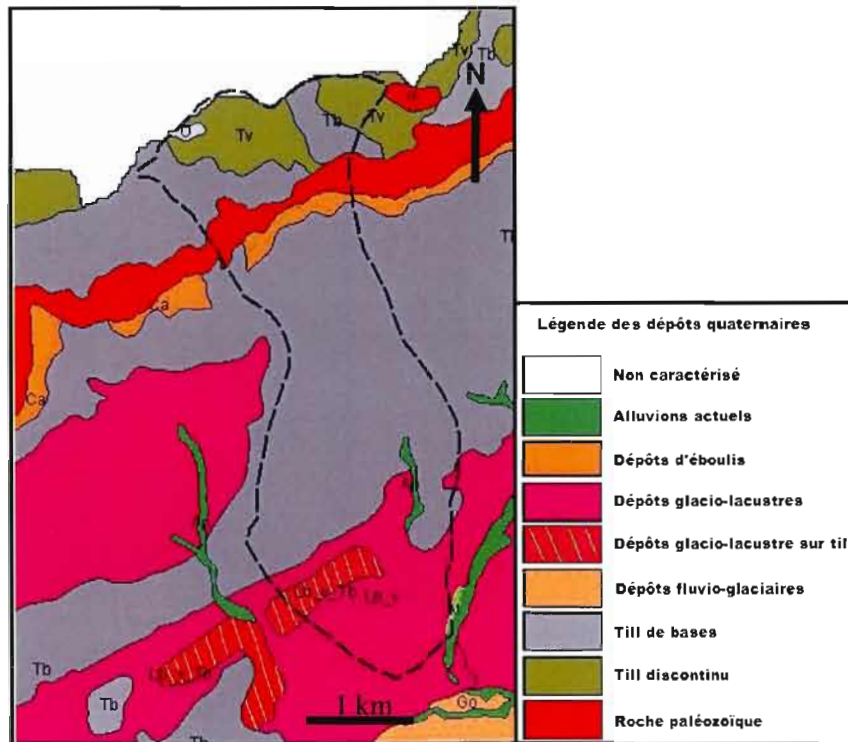 Tv
Tb
N
Tv
Tb
Tv
Ca
Ca
Tb
Tb
Go
1 km
Légende des dépôts quaternaires
Non caractérisé
Alluvions actuels
Dépôts d'éboulis
Dépôts glacio-lacustres
Dépôts glacio-lacustre sur til
Dépôts fluvio-glaciaires
Till de bases
Till discontinu
Roche paléozoïque